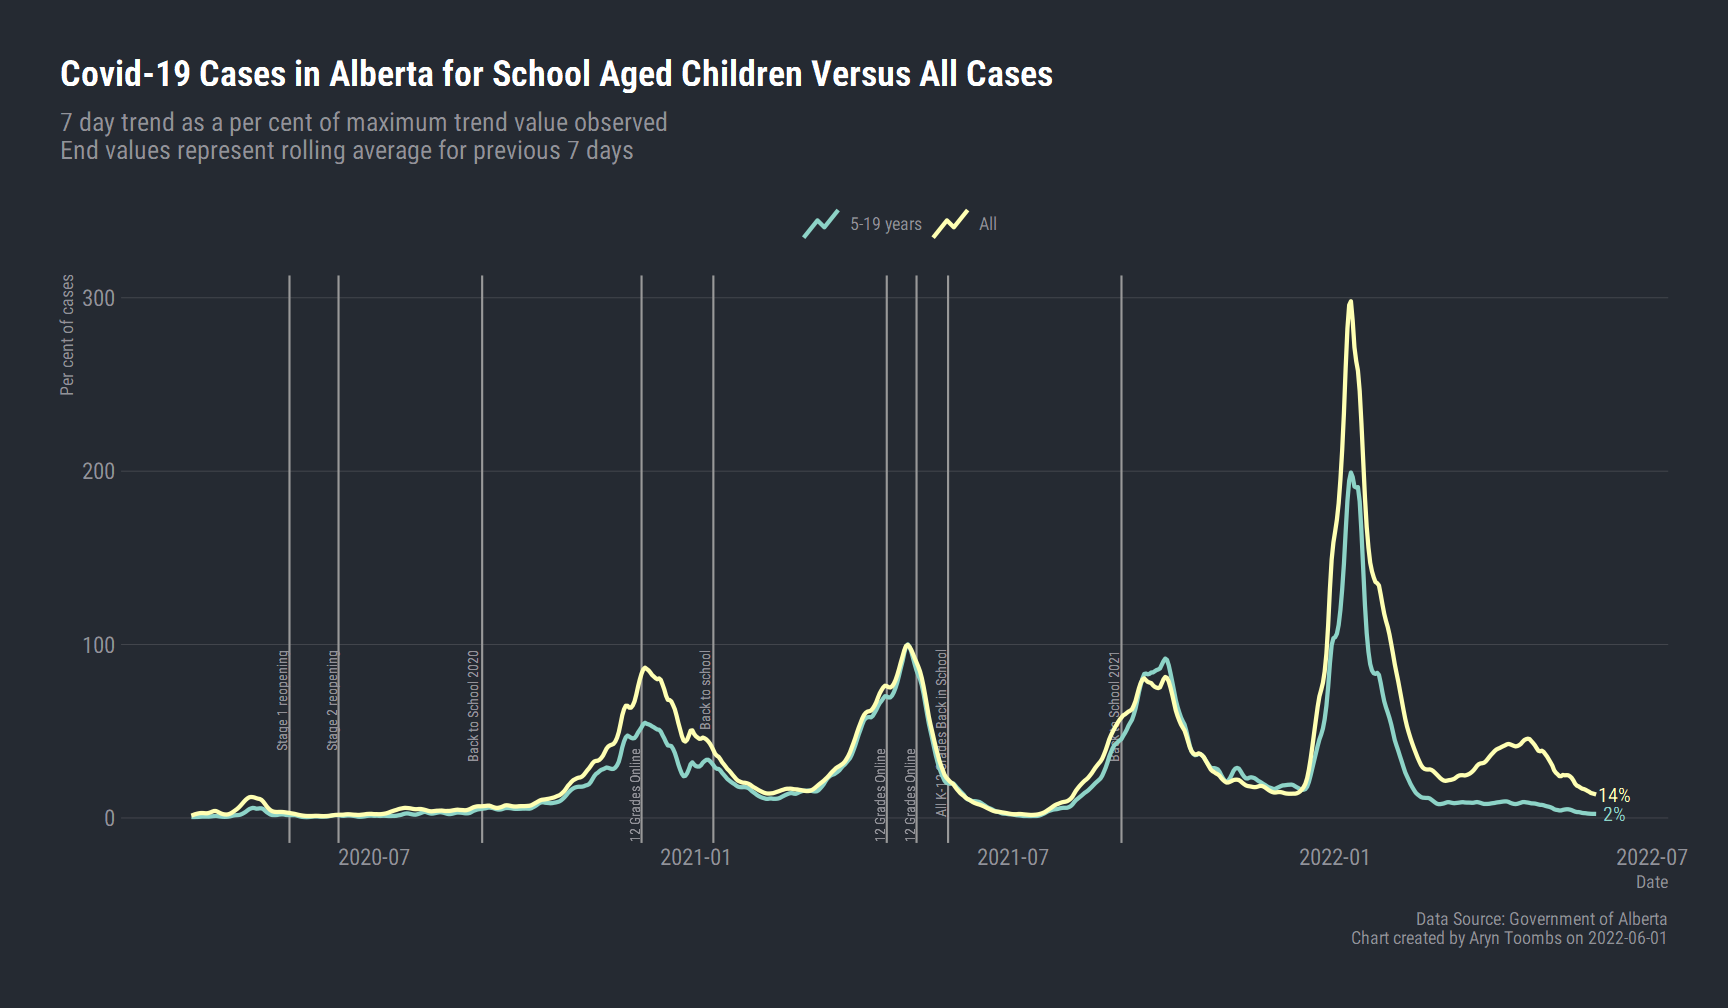 Covid-19 Cases in Alberta for School Aged Children Versus All Cases
7 day trend as a per cent of maximum trend value observed
End values represent rolling average for previous 7 days
5-19 years
All
Per cent of cases
300
200
100
0
Stage 1 reopening
Stage 2 reopening
Back to School 2020
12 Grades Online
Back to school
12 Grades Online
12 Grades Online
All K-12 Grades Back in School
Back to School 2021
14%
2%
2020-07
2021-01
2021-07
2022-01
2022-07
Date
Data Source: Government of Alberta
Chart created by Aryn Toombs on 2022-06-01